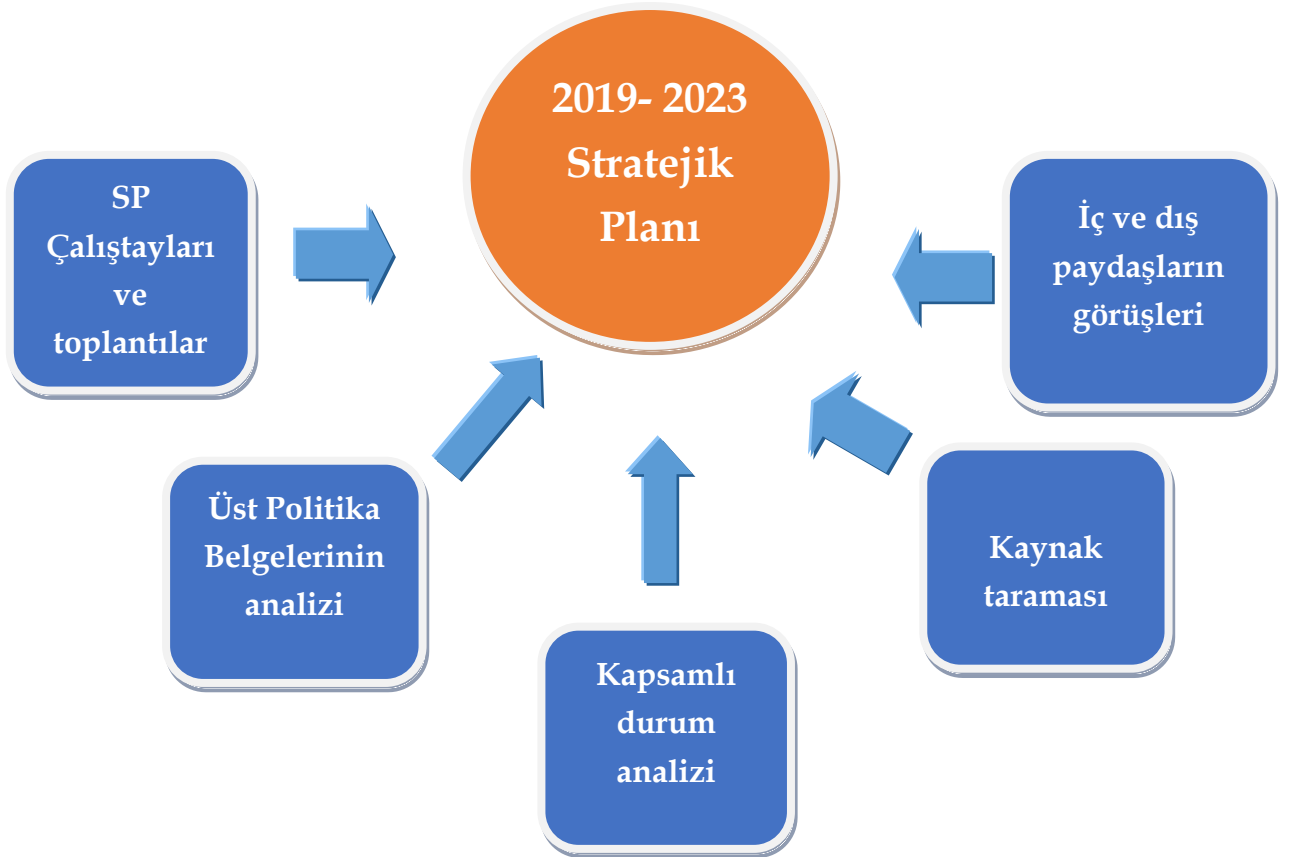 2019- 2023
Stratejik
Planı
SP
Çalıştayları
ve
toplantılar
İç ve dış
paydaşların
görüşleri
Üst Politika
Belgelerinin
analizi
Kaynak
taraması
Kapsamlı
durum
analizi